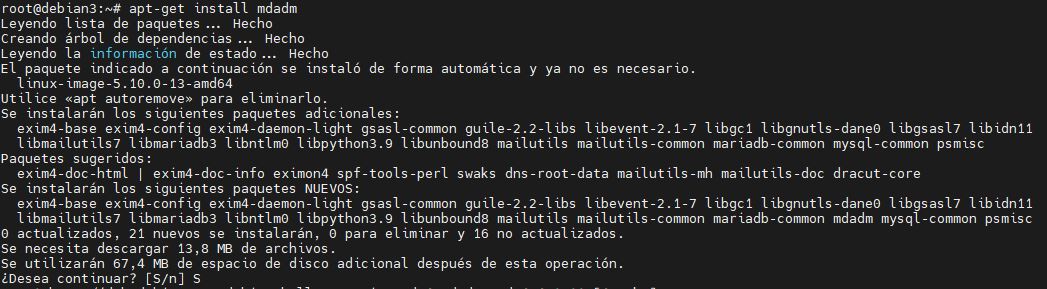 root@debian3:~# apt-get install mdadm
Leyendo lista de paquetes... Hecho
Creando árbol de dependencias... Hecho
Leyendo la información de estado... Hecho
El paquete indicado a continuación se instaló de forma automática y ya no es necesario.
linux-image-5.10.0-13-amd64
Utilice «apt autoremove» para eliminarlo.
Se instalarán los siguientes paquetes adicionales:
exim4-base exim4-config exim4-daemon-light gsasl-common guile-2.2-libs libevent-2.1-7 libgc1 libgnutls-dane0 libgsasl7 libidn11
libmailutils7 libmariadb3 libntlm0 libpython3.9 libunbound8 mailutils mailutils-common mariadb-common mysql-common psmisc
Paquetes sugeridos:
exim4-doc-html | exim4-doc-info eximon4 spf-tools-perl swaks dns-root-data mailutils-mh mailutils-doc dracut-core
Se instalarán los siguientes paquetes NUEVOS:
exim4-base exim4-config exim4-daemon-light gsasl-common guile-2.2-libs libevent-2.1-7 libgc1 libgnutls-dane0 libgsasl7 libidn11
libmailutils7 libmariadb3 libntlm0 libpython3.9 libunbound8 mailutils mailutils-common mariadb-common mdadm mysql-common psmisc
0 actualizados, 21 nuevos se instalarán, 0 para eliminar y 16 no actualizados.
Se necesita descargar 13,8 MB de archivos.
Se utilizarán 67,4 MB de espacio de disco adicional después de esta operación.
¿Desea continuar? [S/n] S